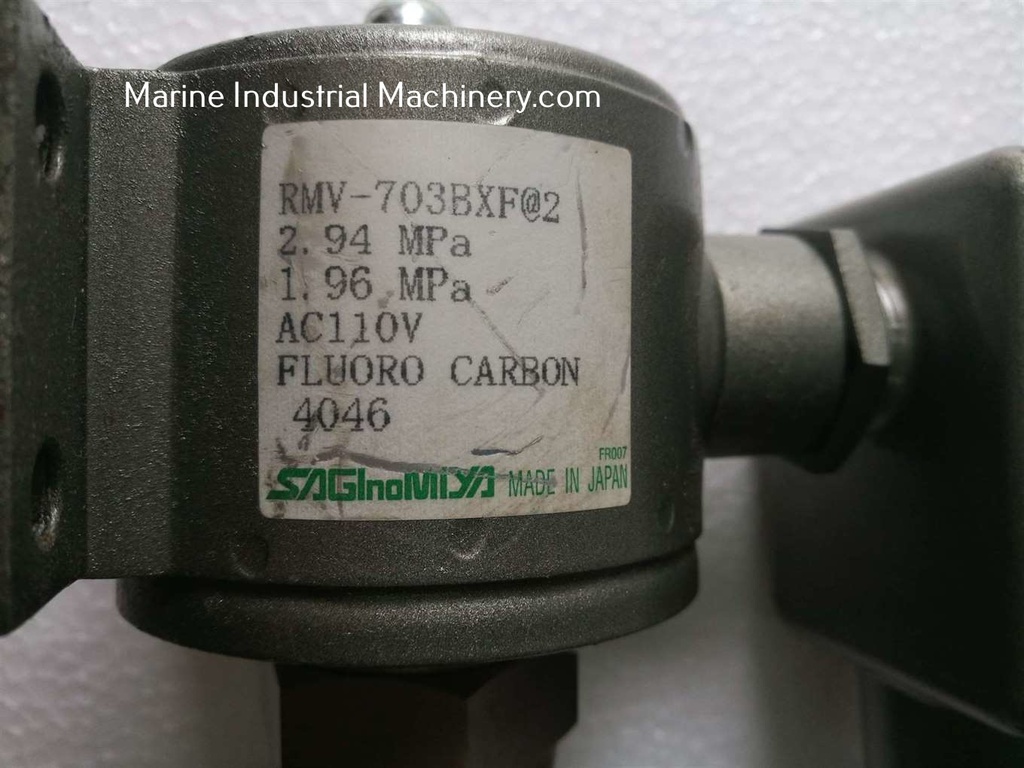 Marine Industrial Machinery.com
RMV-703BXF@2
2.94 MPa
1.96 MPa
AC110V
FLUORO CARBON
4046
FR007
SAGInoMIYA MADE IN JAPAN